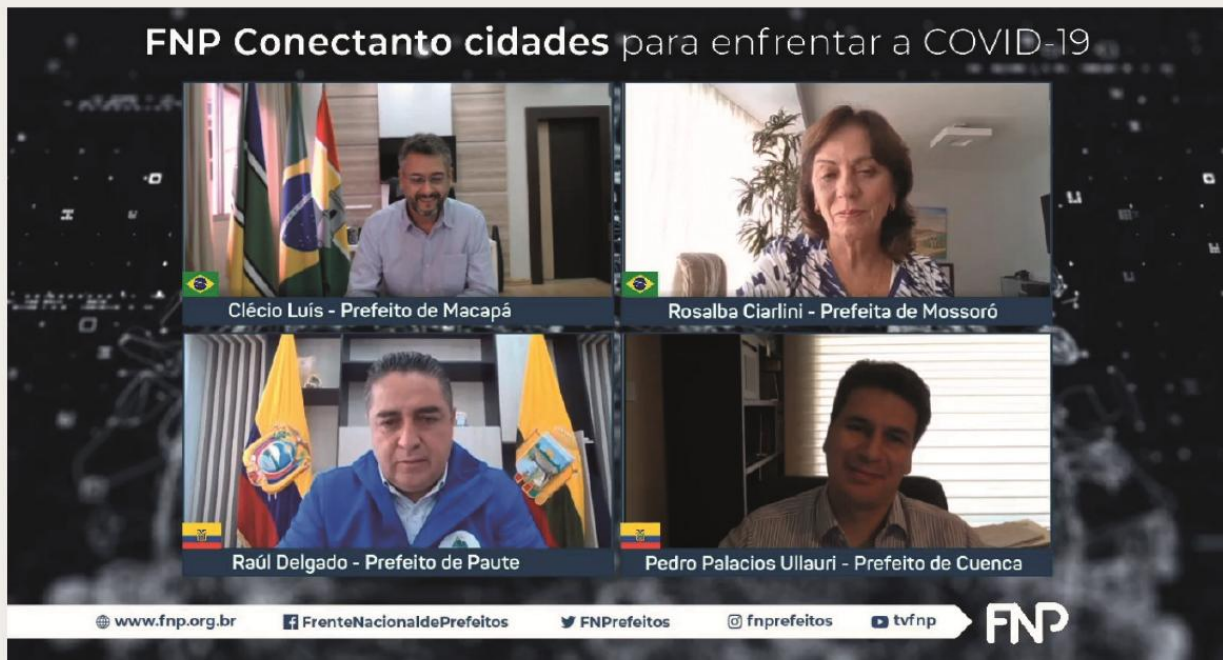 FNP Conectanto cidades para enfrentar a COVID-19
Clécio Luís - Prefeito de Macapá
Rosalba Ciarlini - Prefeita de Mossoró
Raúl Delgado - Prefeito de Paute
Pedro Palacios Ullauri - Prefeito de Cuenca
www.fnp.org.br FrenteNacionaldePrefeitos FNPrefeitos fnprefeitos tvfnp FNP